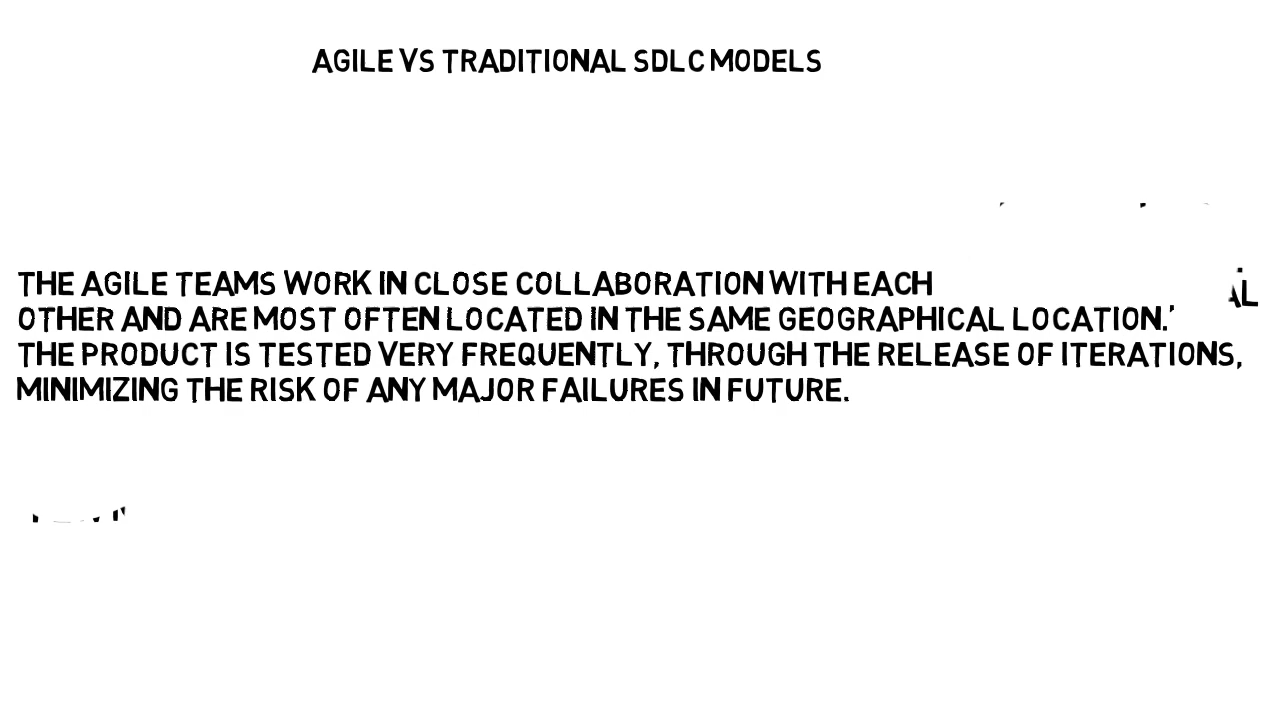 AGILE VS TRADITIONAL SDLC MODELS
THE AGILE TEAMS WORK IN CLOSE COLLABORATION WITH EACH
OTHER AND ARE MOST OFTEN LOCATED IN THE SAME GEOGRAPHICAL LOCATION.'
THE PRODUCT IS TESTED VERY FREQUENTLY, THROUGH THE RELEASE OF ITERATIONS,
MINIMIZING THE RISK OF ANY MAJOR FAILURES IN FUTURE.